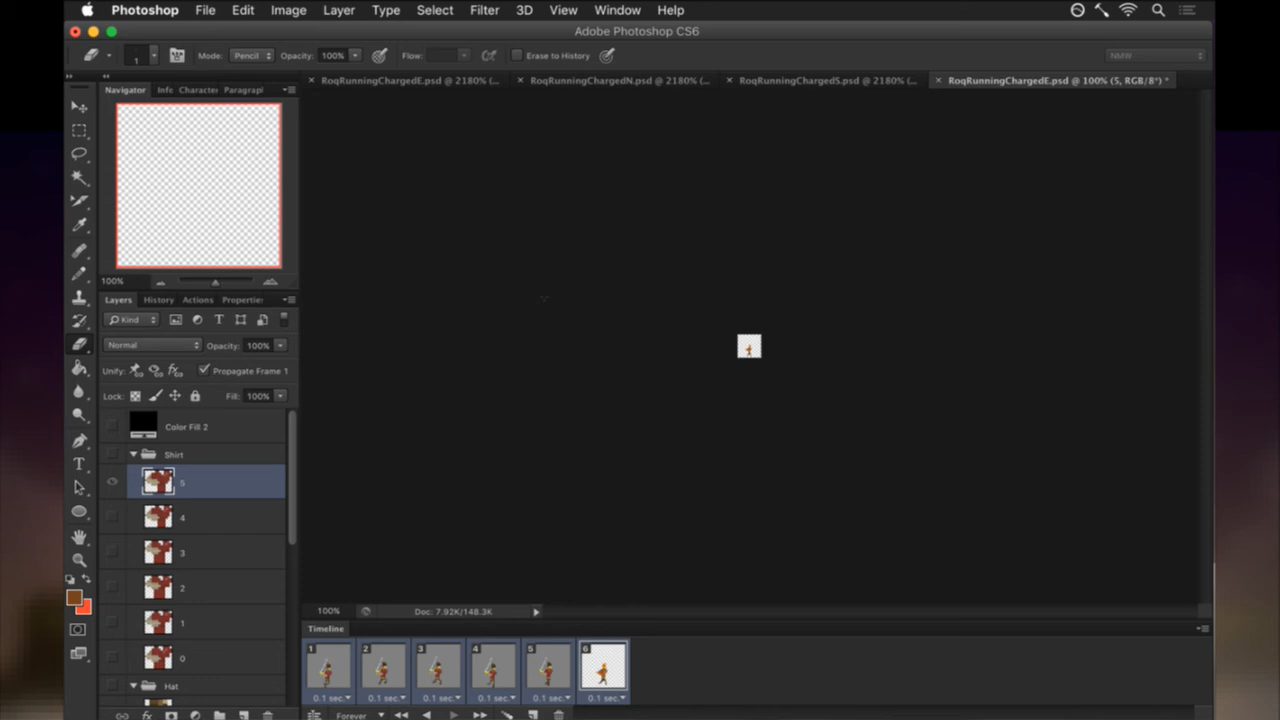 Photoshop File Edit Image Layer Type Select Filter 3D View Window Help
Adobe Photoshop CS6
1 Mode: Pencil Opacity: 100% Flow: Erase to History NMW
RoqRunningChargedE.psd @ 2180% (... RoqRunningChargedN.psd @ 2180% (... RoqRunningChargedS.psd @ 2180% (... RoqRunningChargedE.psd @ 100% (5, RGB/8*) *
Navigator Info Character Paragrap
100%
Layers History Actions Properties
Kind
Normal Opacity: 100%
Unify: Propagate Frame 1
Lock: Fill: 100%
Color Fill 2
Shirt
5
4
3
2
1
0
Hat
100% Doc: 7.92K/148.3K
Timeline
1 2 3 4 5 6
0.1 sec. 0.1 sec. 0.1 sec. 0.1 sec. 0.1 sec. 0.1 sec.
Forever